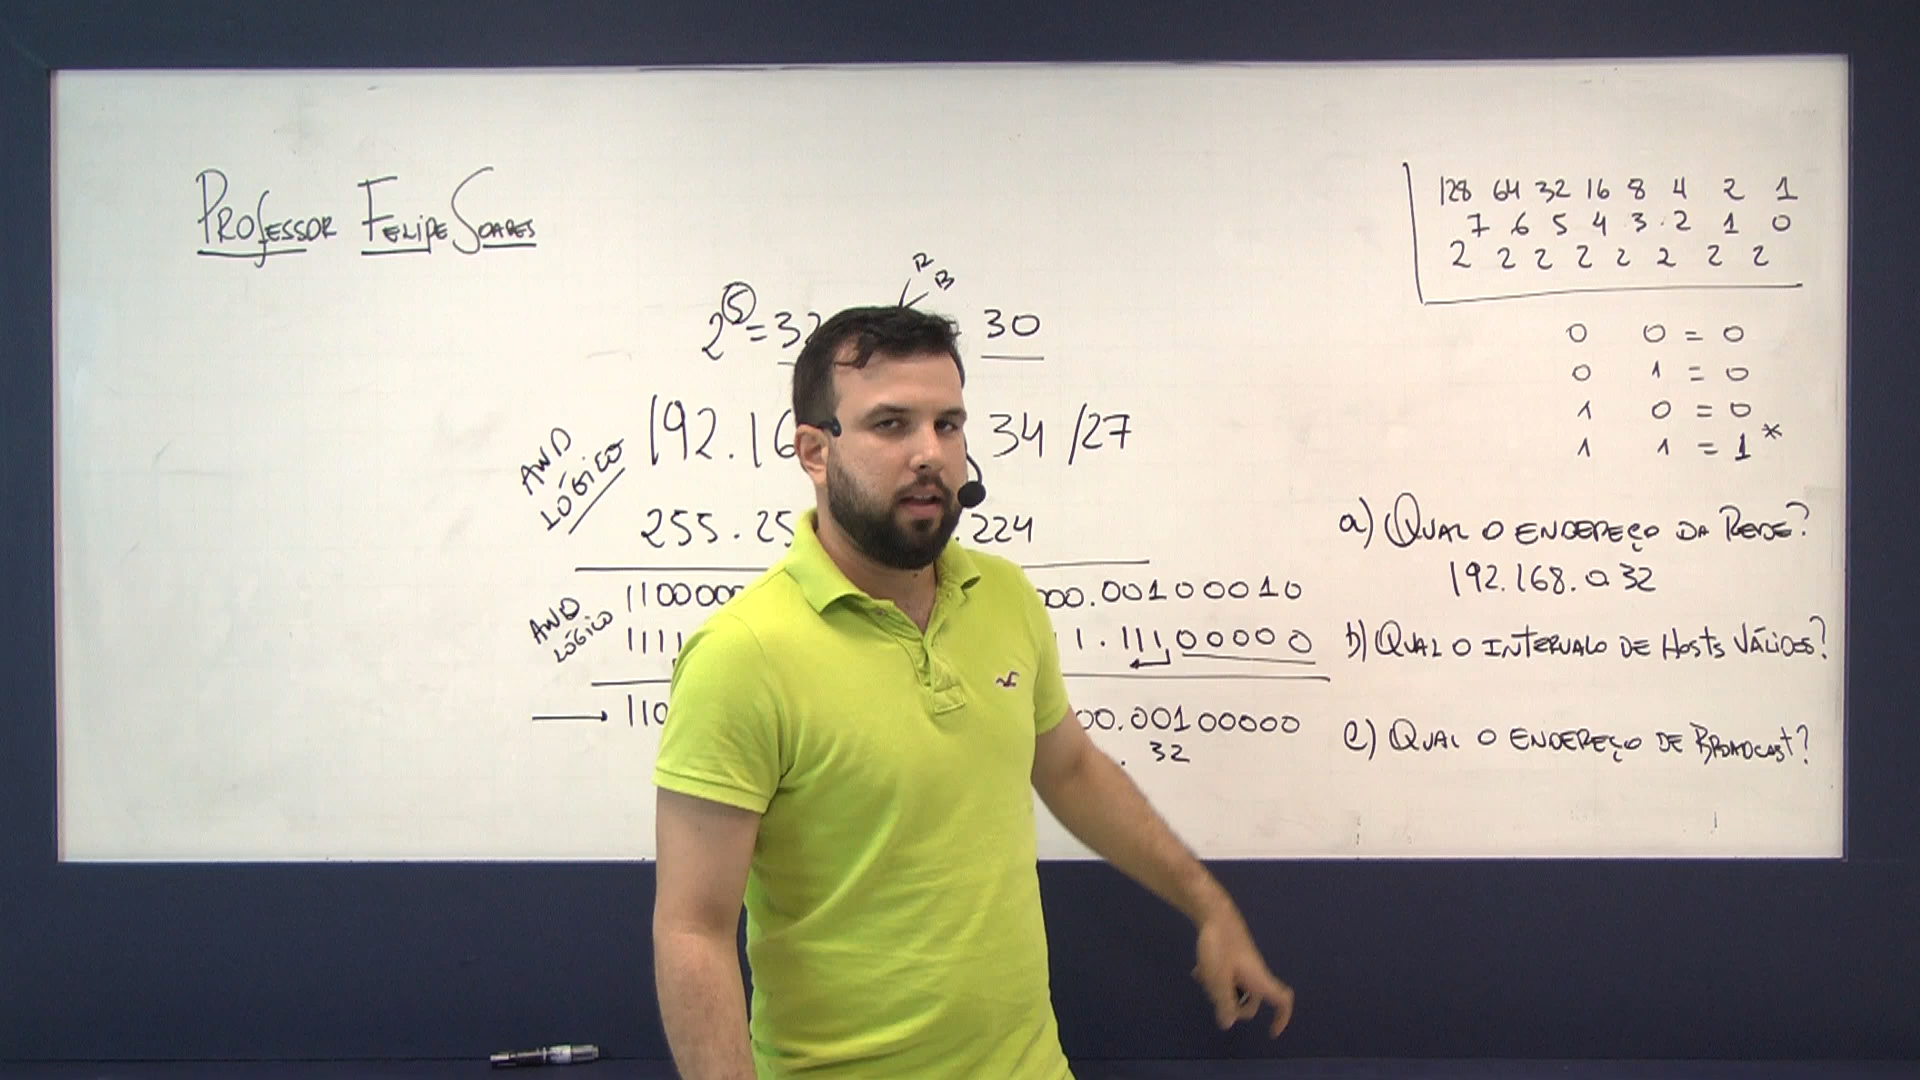 Professor Felipe Soares
128 64 32 16 8 4 2 1
7 6 5 4 3 2 1 0
2 2 2 2 2 2 2 2
R
B
2⁵=32 30
0 0 = 0
0 1 = 0
1 0 = 0
1 1 = 1 *
AND
LÓGICO
192.16 34 /27
255.25 .224
AND
LÓGICO
110000 00.00100010
1111 1.11100000
110 00.00100000
. 32
a) QUAL O ENDEREÇO DA REDE?
192.168.0.32
b) QUAL O INTERVALO DE HOSTS VÁLIDOS?
c) QUAL O ENDEREÇO DE BROADCAST?